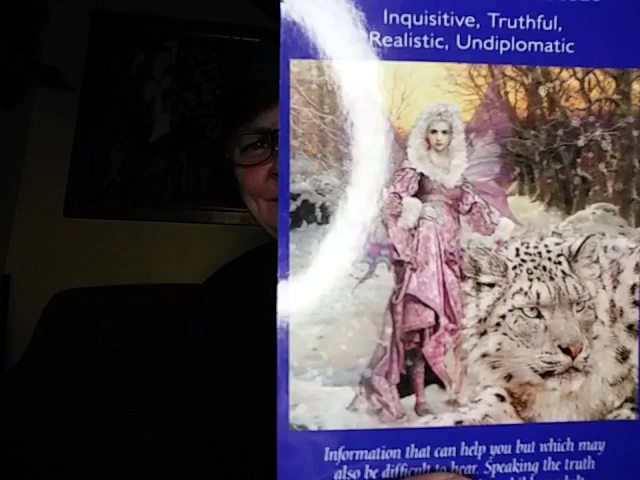 Inquisitive, Truthful,
Realistic, Undiplomatic
Information that can help you but which may
also be difficult to hear. Speaking the truth